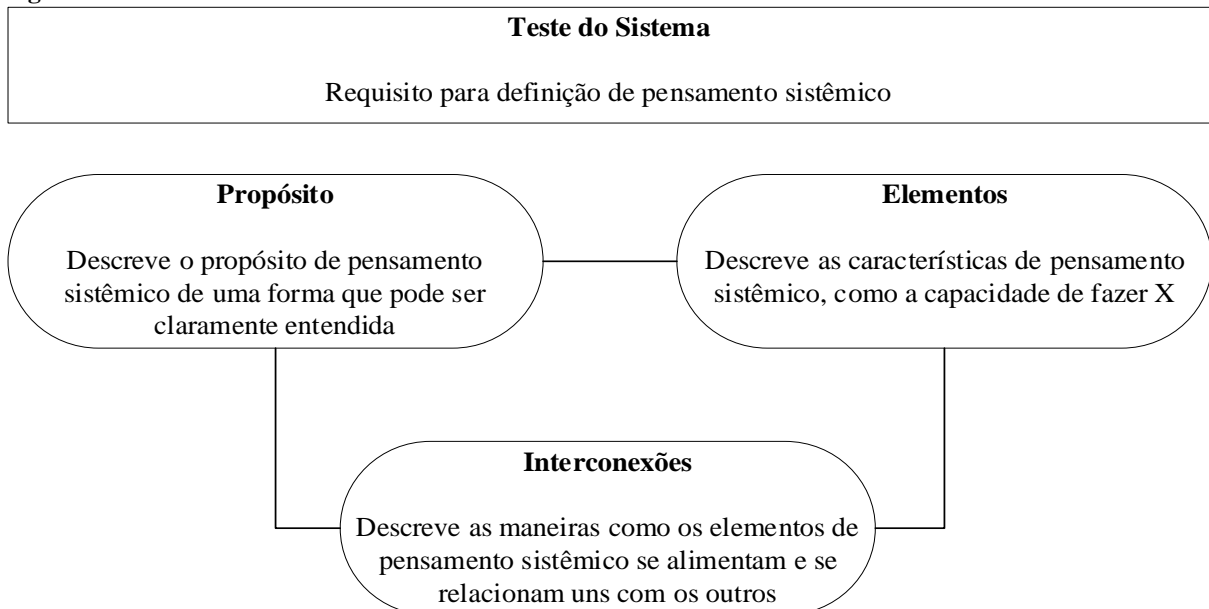 Teste do Sistema
Requisito para definição de pensamento sistêmico
Propósito
Descreve o propósito de pensamento
sistêmico de uma forma que pode ser
claramente entendida
Elementos
Descreve as características de pensamento
sistêmico, como a capacidade de fazer X
Interconexões
Descreve as maneiras como os elementos de
pensamento sistêmico se alimentam e se
relacionam uns com os outros